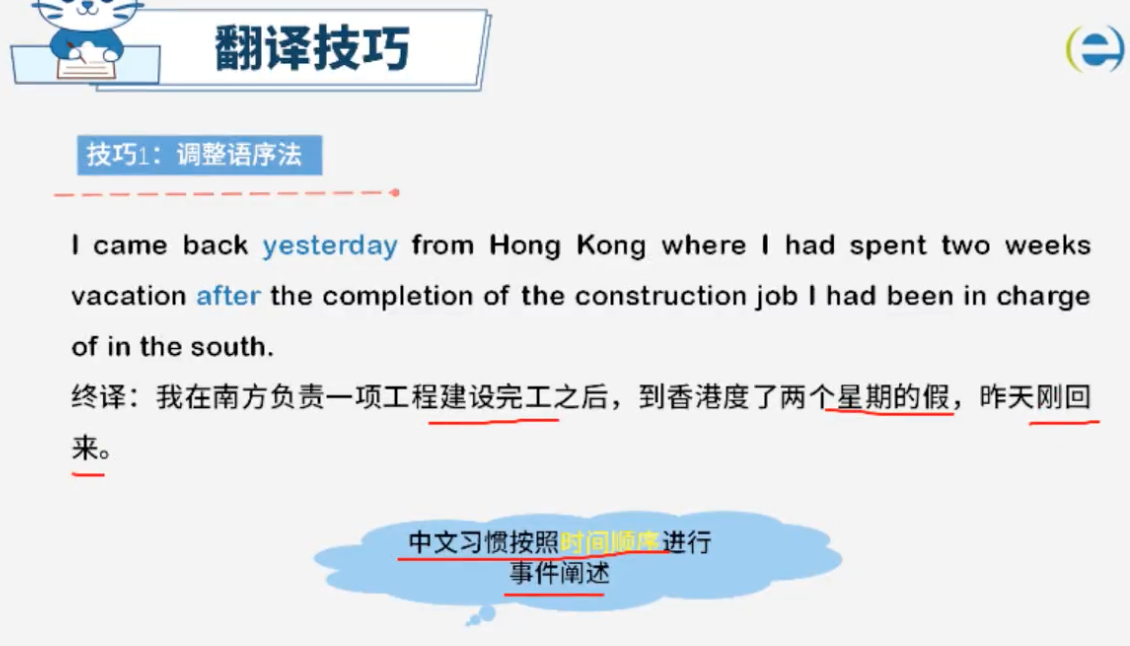 翻译技巧
技巧1：调整语序法
I came back yesterday from Hong Kong where I had spent two weeks
vacation after the completion of the construction job I had been in charge
of in the south.
终译：我在南方负责一项工程建设完工之后，到香港度了两个星期的假，昨天刚回
来。
中文习惯按照时间顺序进行
事件阐述